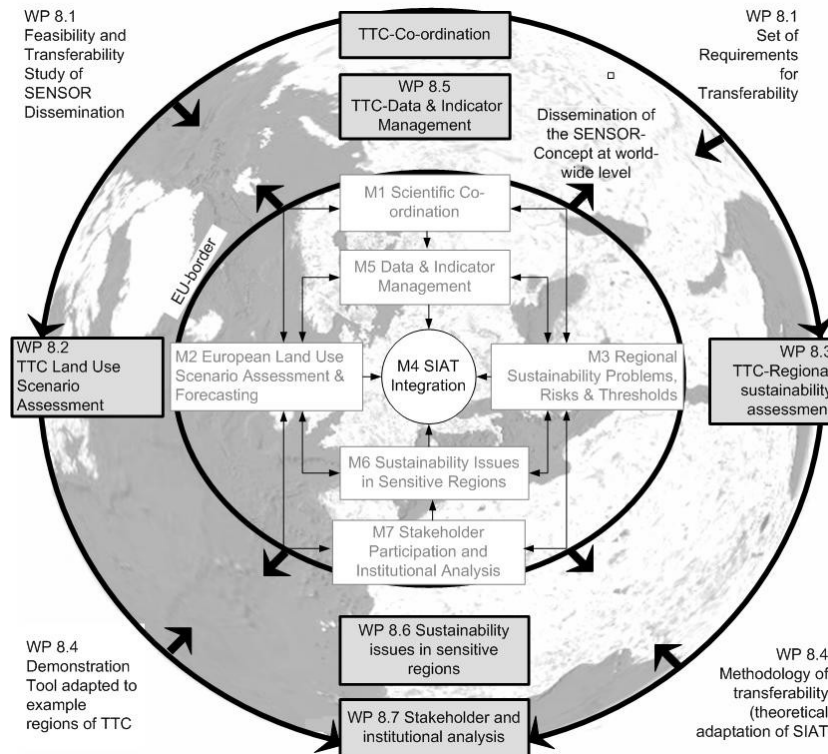 WP 8.1
Feasibility and
Transferability
Study of
SENSOR
Dissemination
TTC-Co-ordination
WP 8.1
Set of
Requirements
for
Transferability
WP 8.5
TTC-Data & Indicator
Management
Dissemination of
the SENSOR-
Concept at world-
wide level
M1 Scientific Co-
ordination
EU-border
M5 Data & Indicator
Management
WP 8.2
TTC Land Use
Scenario
Assessment
M2 European Land Use
Scenario Assessment &
Forecasting
M4 SIAT
Integration
M3 Regional
Sustainability Problems,
Risks & Thresholds
WP 8.3
TTC-Regional
sustainability
assessment
M6 Sustainability Issues
in Sensitive Regions
M7 Stakeholder
Participation and
Institutional Analysis
WP 8.4
Demonstration
Tool adapted to
example
regions of TTC
WP 8.6 Sustainability
issues in sensitive
regions
WP 8.7 Stakeholder and
institutional analysis
WP 8.4
Methodology of
transferability
(theoretical
adaptation of SIAT